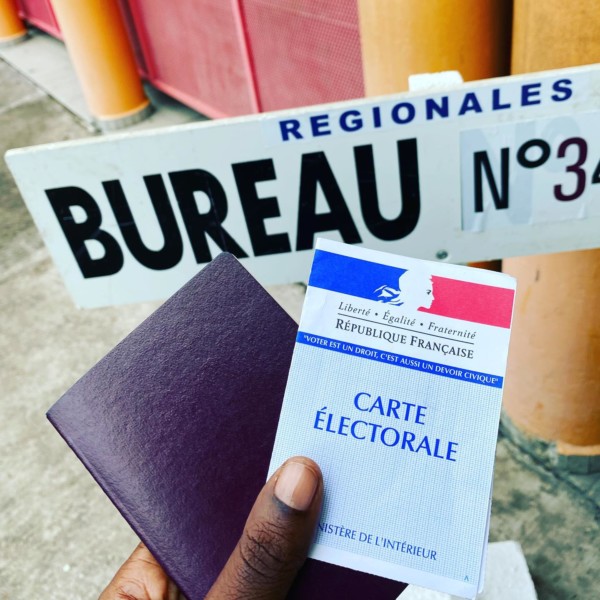 REGIONALES
BUREAU N°34
Liberté • Égalité • Fraternité
RÉPUBLIQUE FRANÇAISE
"VOTER EST UN DROIT, C'EST AUSSI UN DEVOIR CIVIQUE"
CARTE
ÉLECTORALE
NISTÈRE DE L'INTÉRIEUR
A